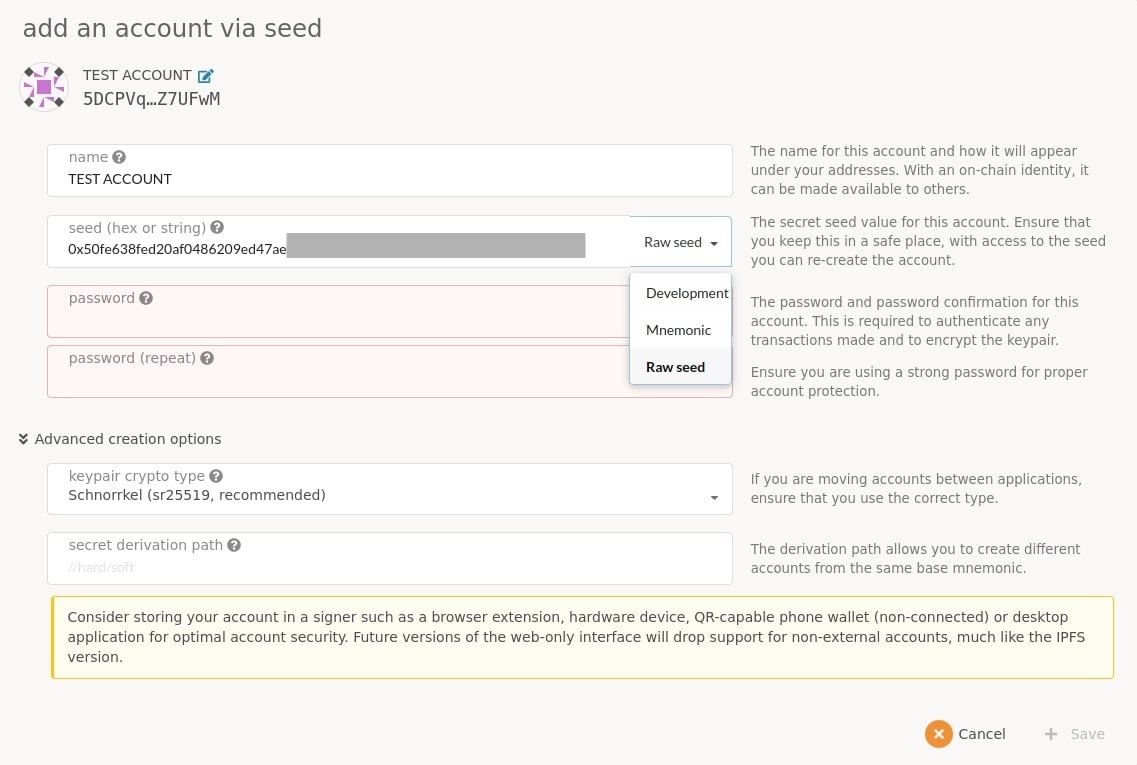 add an account via seed
TEST ACCOUNT
5DCPVq…Z7UFwM
name
TEST ACCOUNT
The name for this account and how it will appear
under your addresses. With an on-chain identity, it
can be made available to others.
seed (hex or string)
0x50fe638fed20af0486209ed47ae
Raw seed
The secret seed value for this account. Ensure that
you keep this in a safe place, with access to the seed
you can re-create the account.
Development
Mnemonic
Raw seed
password
The password and password confirmation for this
account. This is required to authenticate any
transactions made and to encrypt the keypair.
password (repeat)
Ensure you are using a strong password for proper
account protection.
Advanced creation options
keypair crypto type
Schnorrkel (sr25519, recommended)
If you are moving accounts between applications,
ensure that you use the correct type.
secret derivation path
//hard/soft
The derivation path allows you to create different
accounts from the same base mnemonic.
Consider storing your account in a signer such as a browser extension, hardware device, QR-capable phone wallet (non-connected) or desktop
application for optimal account security. Future versions of the web-only interface will drop support for non-external accounts, much like the IPFS
version.
Cancel
Save